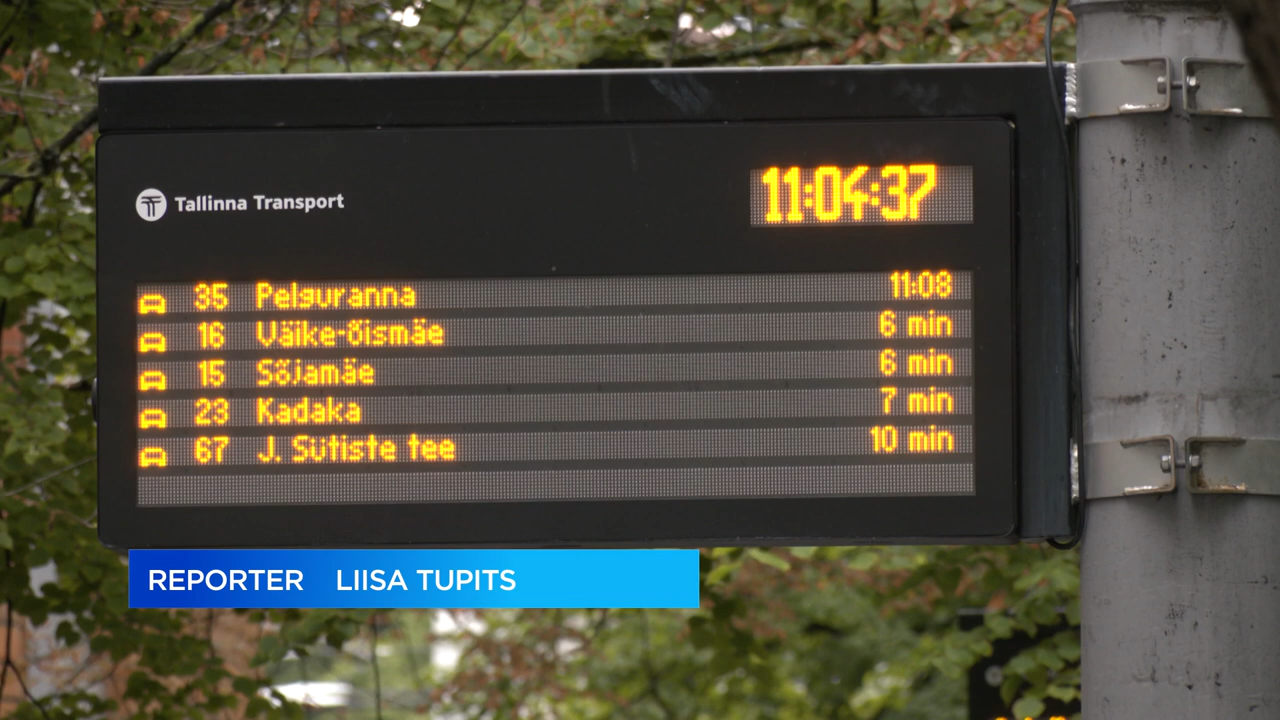 Tallinna Transport
11:04:37
35 Pelguranna 11:08
16 Väike-Õismäe 6 min
15 Sõjamäe 6 min
23 Kadaka 7 min
67 J. Sütiste tee 10 min
REPORTER LIISA TUPITS